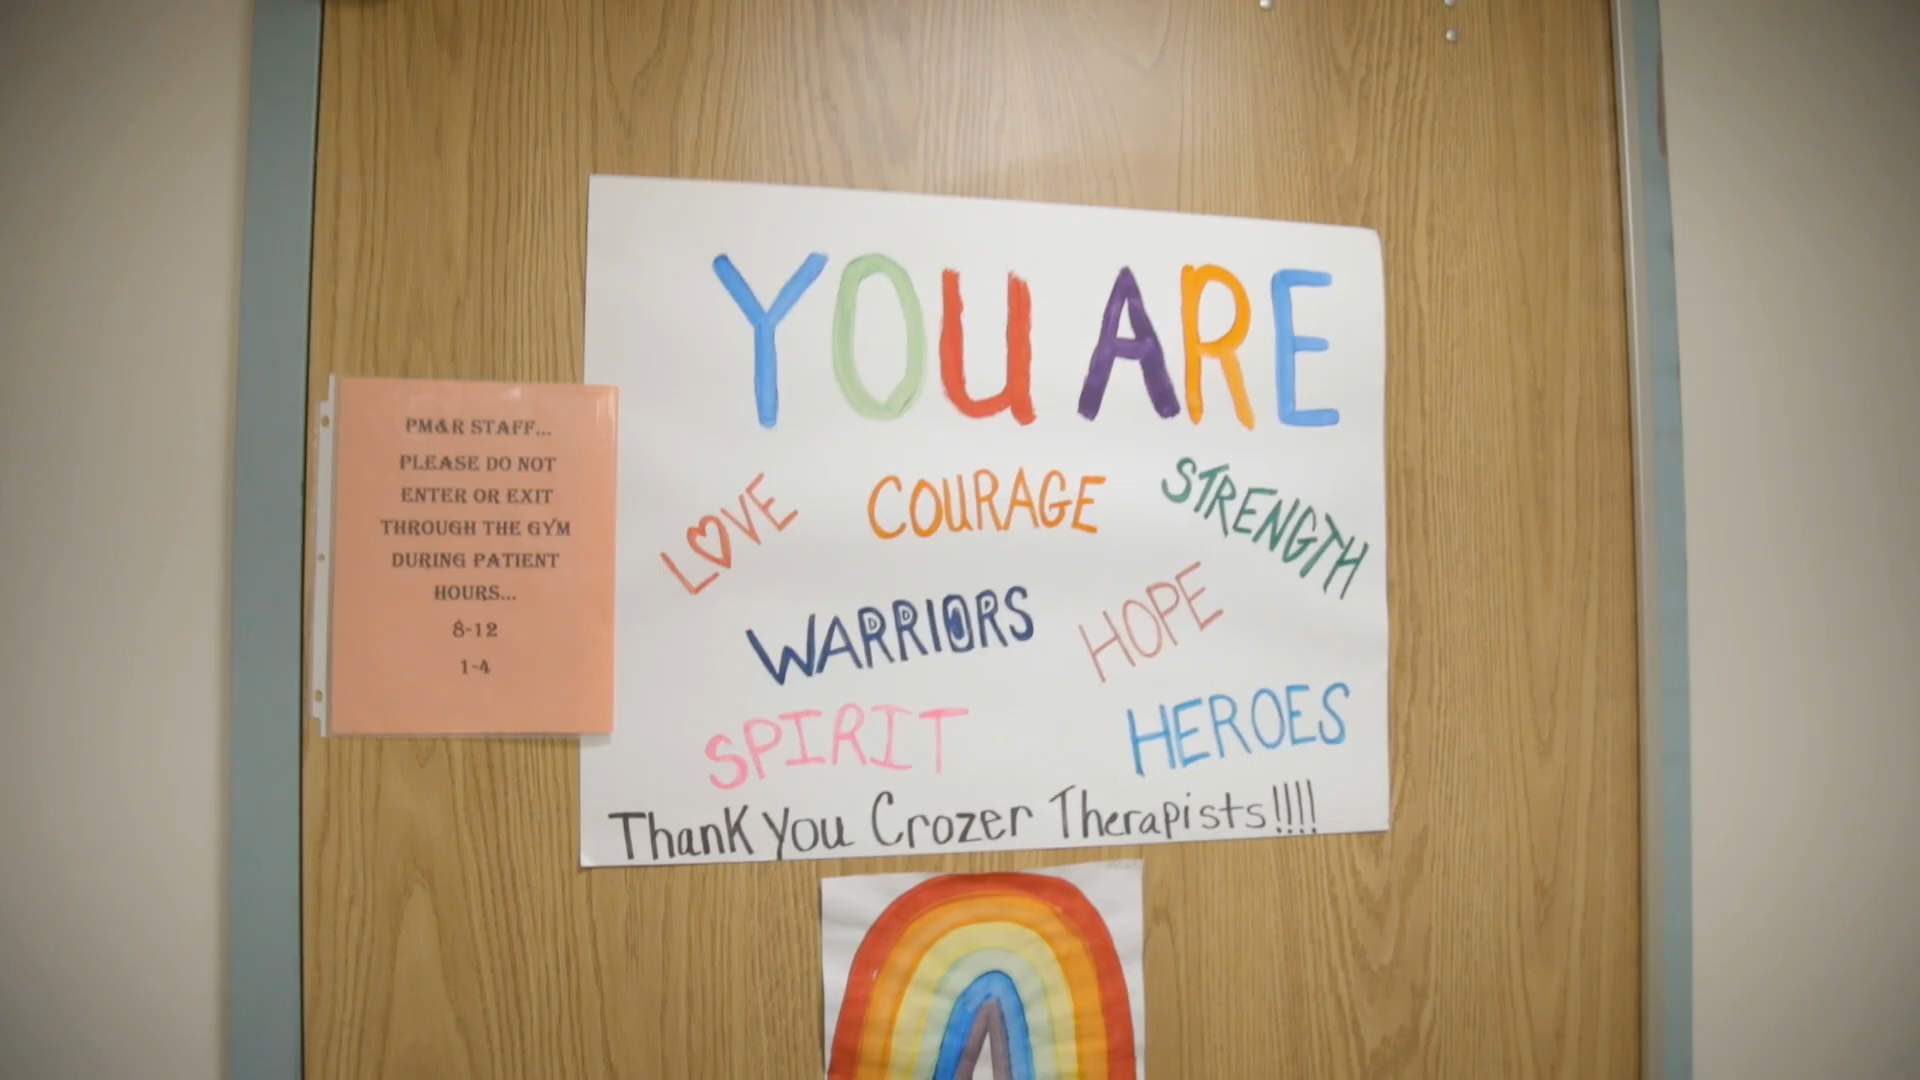 YOU ARE
LOVE
COURAGE
STRENGTH
WARRIORS
HOPE
SPIRIT
HEROES
Thank You Crozer Therapists!!!!
PM&R STAFF...
PLEASE DO NOT
ENTER OR EXIT
THROUGH THE GYM
DURING PATIENT
HOURS...
8-12
1-4